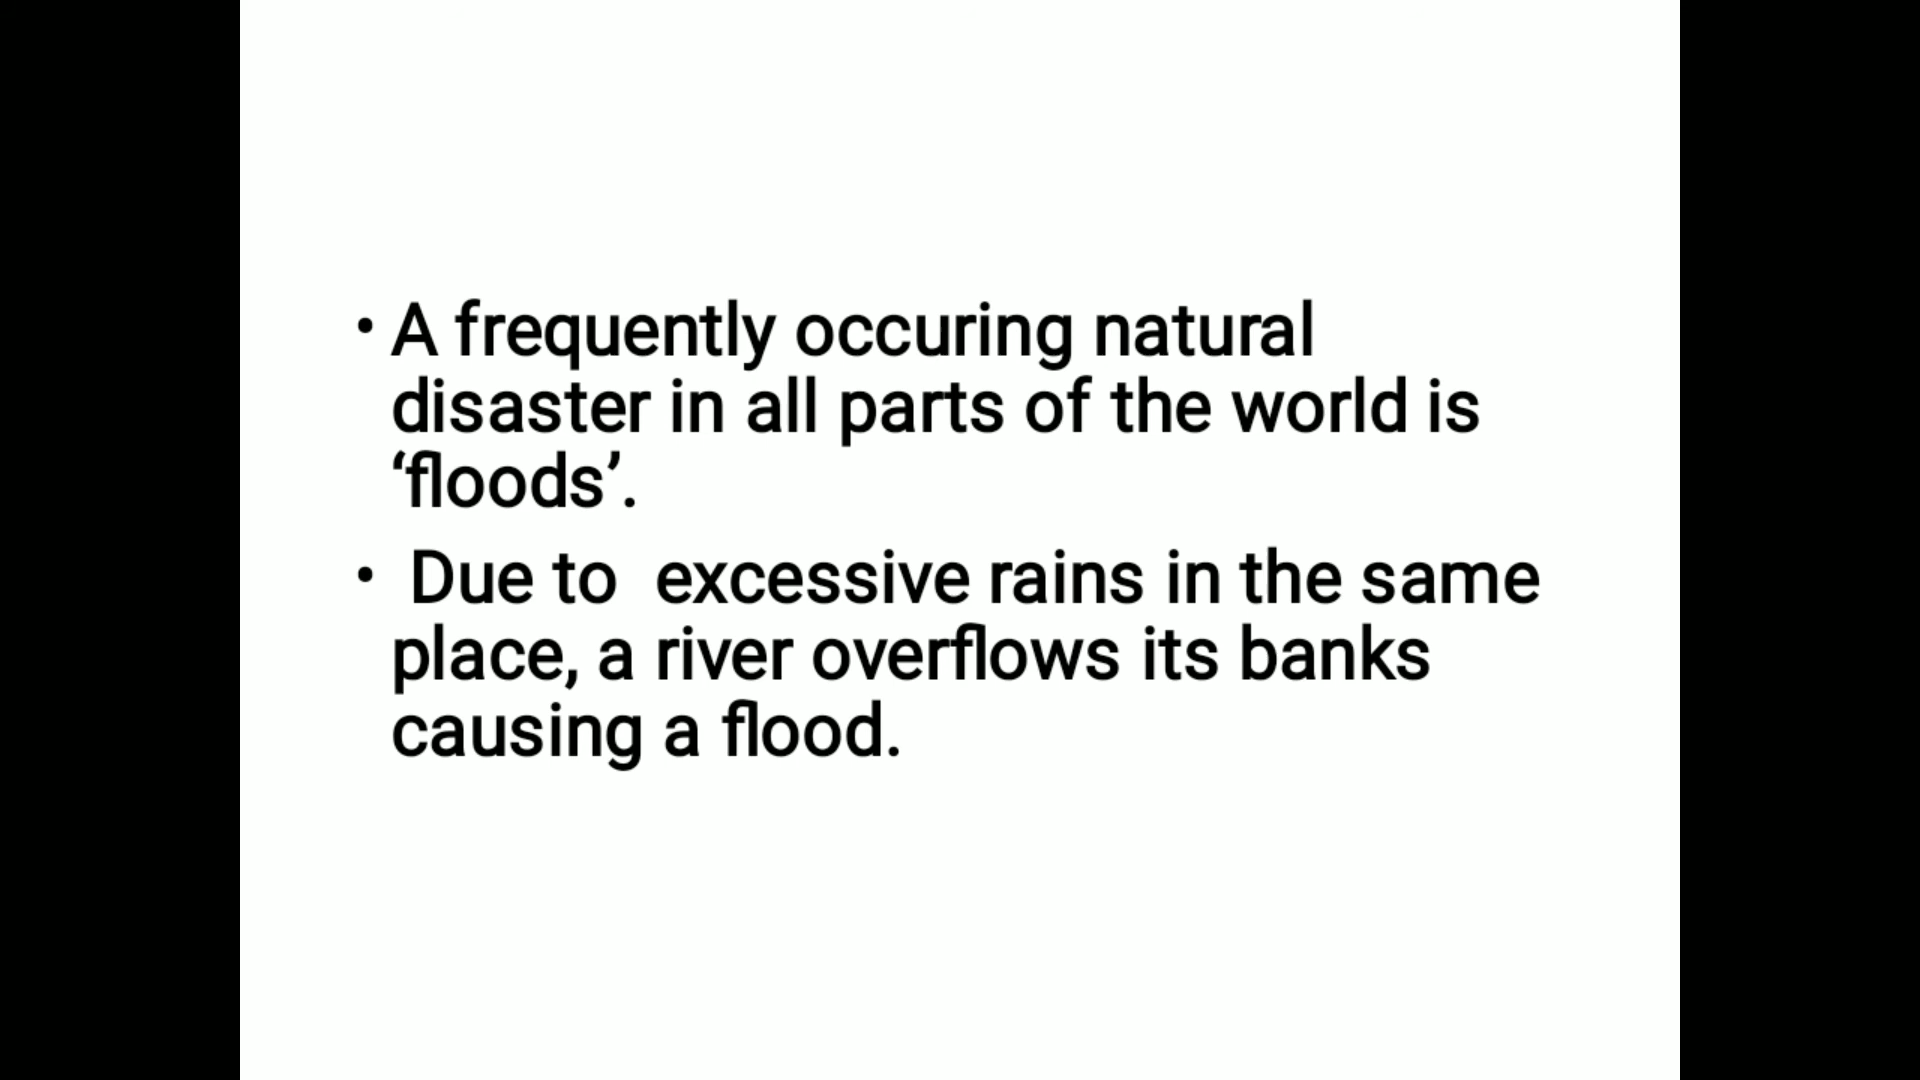 • A frequently occuring natural
disaster in all parts of the world is
‘floods’.
•  Due to  excessive rains in the same
place, a river overflows its banks
causing a flood.